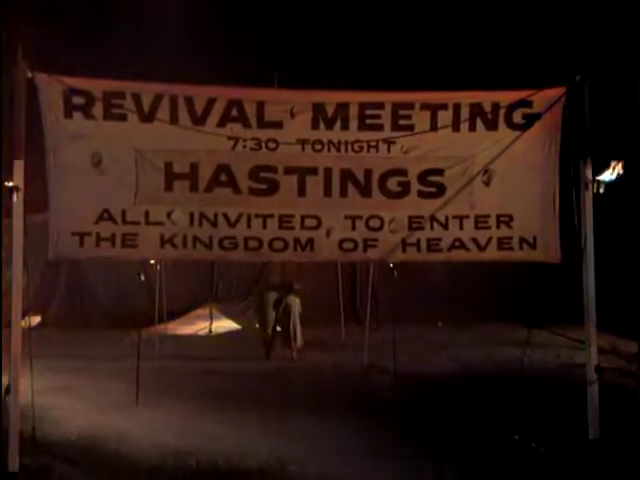 REVIVAL MEETING
7:30 TONIGHT
HASTINGS
ALL INVITED TO ENTER
THE KINGDOM OF HEAVEN